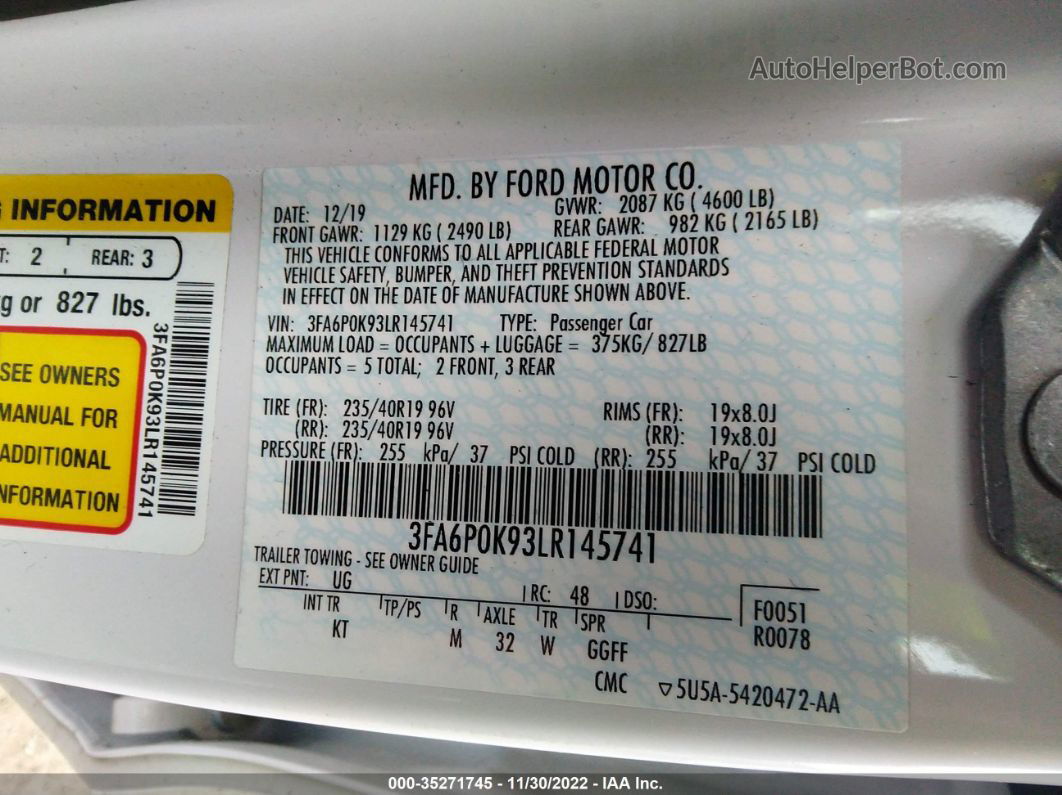 AutoHelperBot.com
INFORMATION
2 REAR: 3
kg or 827 lbs.
SEE OWNERS
MANUAL FOR
ADDITIONAL
INFORMATION
3FA6P0K93LR145741
MFD. BY FORD MOTOR CO.
DATE: 12/19 GVWR: 2087 KG ( 4600 LB)
FRONT GAWR: 1129 KG ( 2490 LB) REAR GAWR: 982 KG ( 2165 LB)
THIS VEHICLE CONFORMS TO ALL APPLICABLE FEDERAL MOTOR
VEHICLE SAFETY, BUMPER, AND THEFT PREVENTION STANDARDS
IN EFFECT ON THE DATE OF MANUFACTURE SHOWN ABOVE.
VIN: 3FA6P0K93LR145741 TYPE: Passenger Car
MAXIMUM LOAD = OCCUPANTS + LUGGAGE = 375KG/ 827LB
OCCUPANTS = 5 TOTAL; 2 FRONT, 3 REAR
TIRE (FR): 235/40R19 96V RIMS (FR): 19x8.0J
(RR): 235/40R19 96V (RR): 19x8.0J
PRESSURE (FR): 255 kPa/ 37 PSI COLD (RR): 255 kPa/ 37 PSI COLD
3FA6P0K93LR145741
TRAILER TOWING - SEE OWNER GUIDE
EXT PNT: UG RC: 48 DSO:
INT TR TP/PS R AXLE TR SPR F0051
KT M 32 W GGFF R0078
CMC ▽5U5A-5420472-AA
000-35271745 - 11/30/2022 - IAA Inc.